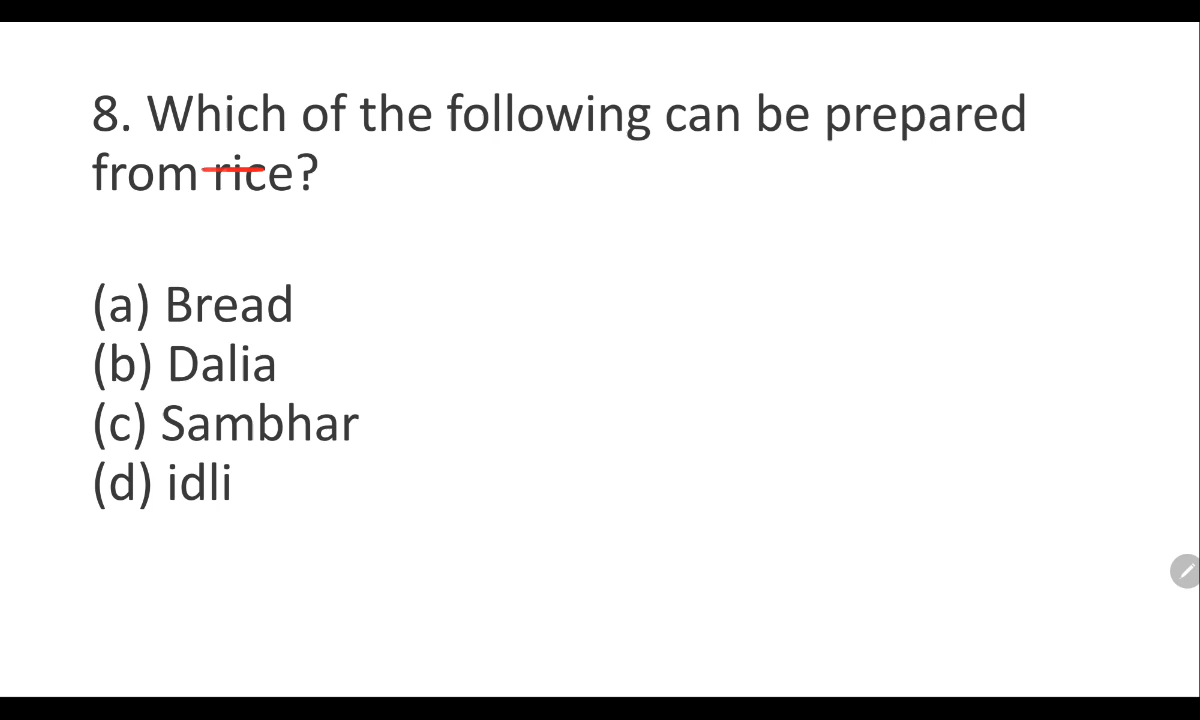 8. Which of the following can be prepared
from rice?
(a) Bread
(b) Dalia
(c) Sambhar
(d) idli